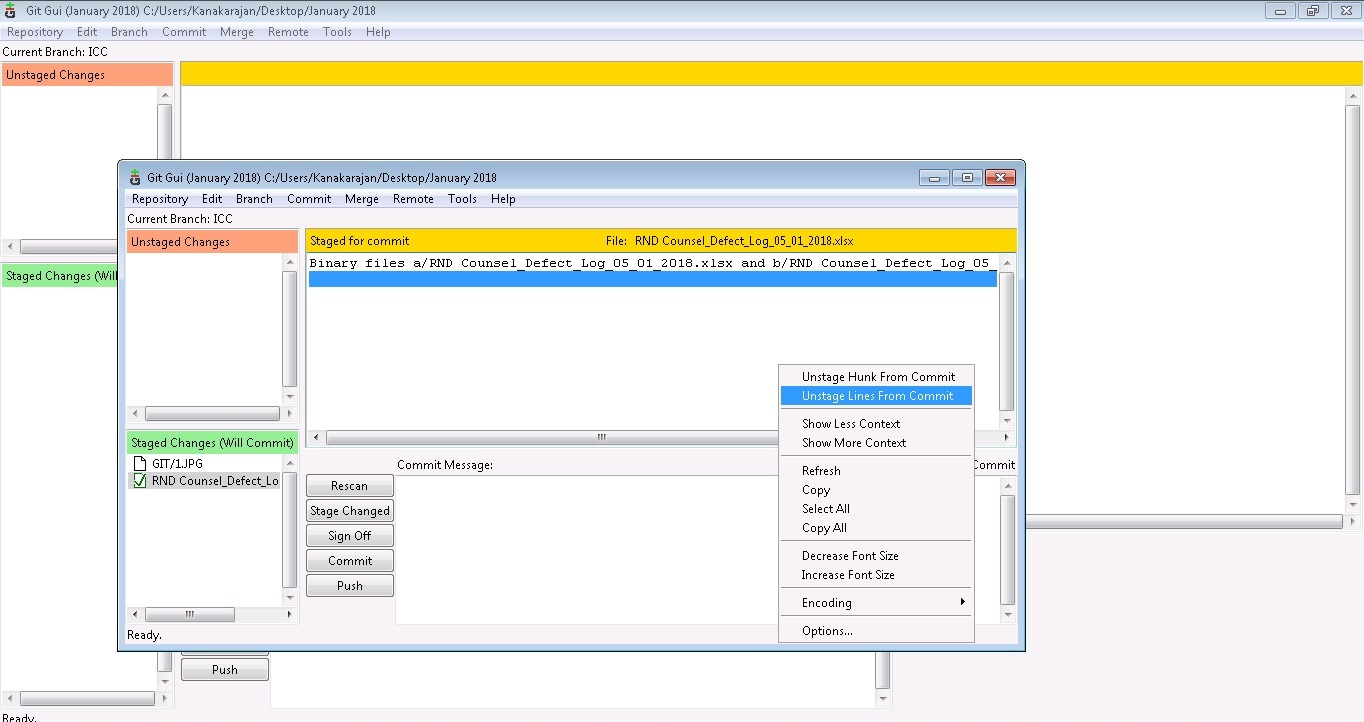 Git Gui (January 2018) C:/Users/Kanakarajan/Desktop/January 2018
Repository Edit Branch Commit Merge Remote Tools Help
Current Branch: ICC
Unstaged Changes
Staged Changes (Will
Push
Ready.
Git Gui (January 2018) C:/Users/Kanakarajan/Desktop/January 2018
Repository Edit Branch Commit Merge Remote Tools Help
Current Branch: ICC
Unstaged Changes
Staged for commit File: RND Counsel_Defect_Log_05_01_2018.xlsx
Binary files a/RND Counsel_Defect_Log_05_01_2018.xlsx and b/RND Counsel_Defect_Log_05_
Staged Changes (Will Commit)
GIT/1.JPG
RND Counsel_Defect_Lo
Commit Message:
Commit
Rescan
Stage Changed
Sign Off
Commit
Push
Ready.
Unstage Hunk From Commit
Unstage Lines From Commit
Show Less Context
Show More Context
Refresh
Copy
Select All
Copy All
Decrease Font Size
Increase Font Size
Encoding
Options...